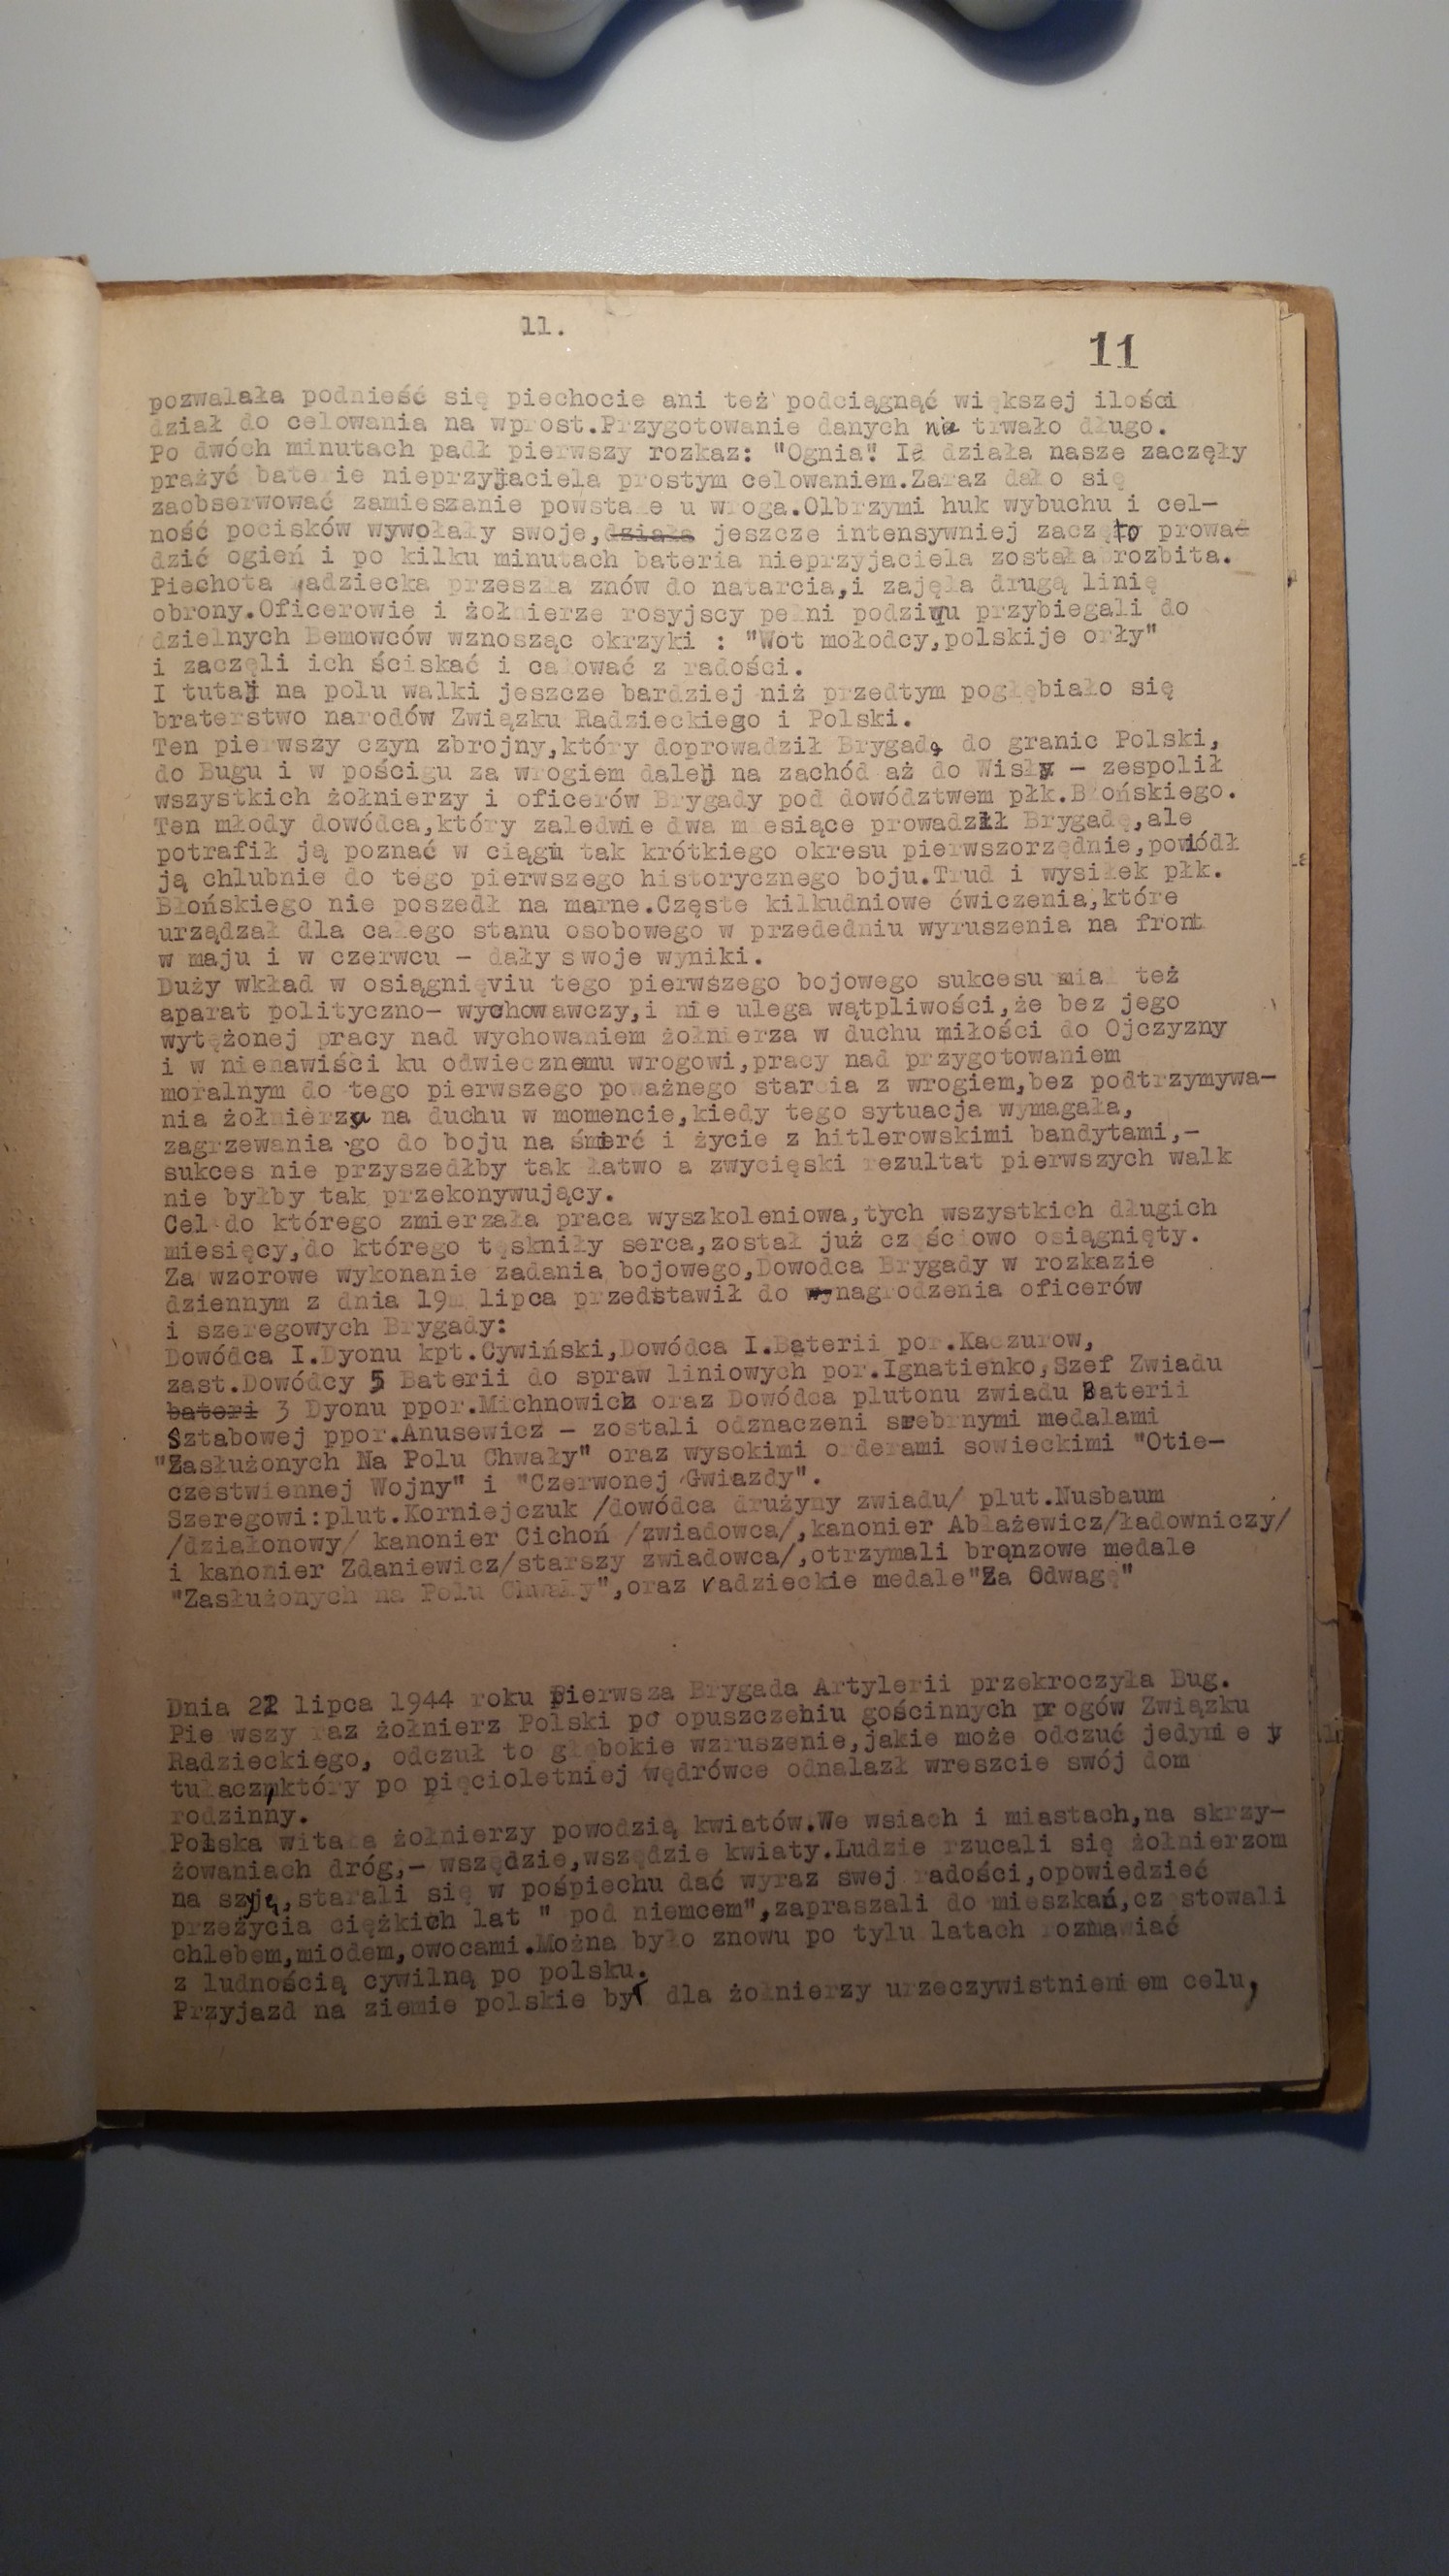 11.
11
pozwalała podnieść się piechocie ani też podciągnąć większej ilości
dział do celowania na wprost.Przygotowanie danych nie trwało długo.
Po dwóch minutach padł pierwszy rozkaz: "Ognia". I działa nasze zaczęły
prażyć baterie nieprzyjaciela prostym celowaniem.Zaraz dało się
zaobserwować zamieszanie powstałe u wroga.Olbrzymi huk wybuchu i cel-
ność pocisków wywołały swoje,działa jeszcze intensywniej zaczęto prowa-
dzić ogień i po kilku minutach bateria nieprzyjaciela została rozbita.
Piechota radziecka przeszła znów do natarcia,i zajęła drugą linię
obrony.Oficerowie i żołnierze rosyjscy pełni podziwu przybiegali do
dzielnych Bemowców wznosząc okrzyki : "Wot mołodcy,polskije orły"
i zaczęli ich ściskać i całować z radości.
I tutaj na polu walki jeszcze bardziej niż przedtym pogłębiało się
braterstwo narodów Związku Radzieckiego i Polski.
Ten pierwszy czyn zbrojny,który doprowadził Brygadę do granic Polski,
do Bugu i w pościgu za wrogiem dalej na zachód aż do Wisły - zespolił
wszystkich żołnierzy i oficerów Brygady pod dowództwem płk.Błońskiego.
Ten młody dowódca,który zaledwie dwa miesiące prowadził Brygadę,ale
potrafił ją poznać w ciągu tak krótkiego okresu pierwszorzędnie,powiódł
ją chlubnie do tego pierwszego historycznego boju.Trud i wysiłek płk.
Błońskiego nie poszedł na marne.Częste kilkudniowe ćwiczenia,które
urządzał dla całego stanu osobowego w przededniu wyruszenia na front
w maju i w czerwcu - dały swoje wyniki.
Duży wkład w osiągnięviu tego pierwszego bojowego sukcesu miał też
aparat polityczno- wychowawczy,i nie ulega wątpliwości,że bez jego
wytężonej pracy nad wychowaniem żołnierza w duchu miłości do Ojczyzny
i w nienawiści ku odwiecznemu wrogowi,pracy nad przygotowaniem
moralnym do tego pierwszego poważnego starcia z wrogiem,bez podtrzymywa-
nia żołnierza na duchu w momencie,kiedy tego sytuacja wymagała,
zagrzewania go do boju na śmierć i życie z hitlerowskimi bandytami,-
sukces nie przyszedłby tak łatwo a zwycięski rezultat pierwszych walk
nie byłby tak przekonywujący.
Cel do którego zmierzała praca wyszkoleniowa,tych wszystkich długich
miesięcy,do którego tęskniły serca,został już częściowo osiągnięty.
Za wzorowe wykonanie zadania bojowego,Dowodca Brygady w rozkazie
dziennym z dnia 19 lipca przedstawił do wynagrodzenia oficerów
i szeregowych Brygady:
Dowódca I.Dyonu kpt.Cywiński,Dowódca I.Baterii por.Kaczurow,
zast.Dowódcy 5 Baterii do spraw liniowych por.Ignatienko,Szef Zwiadu
bateri 3 Dyonu ppor.Michnowicz oraz Dowódca plutonu zwiadu Baterii
Sztabowej ppor.Anusewicz - zostali odznaczeni srebrnymi medalami
"Zasłużonych Na Polu Chwały" oraz wysokimi orderami sowieckimi "Otie-
czestwiennej Wojny" i "Czerwonej Gwiazdy".
Szeregowi:plut.Korniejczuk /dowódca drużyny zwiadu/ plut.Nusbaum
/działonowy/ kanonier Cichoń /zwiadowca/,kanonier Abłażewicz/ładowniczy/
i kanonier Zdaniewicz/starszy zwiadowca/,otrzymali bronzowe medale
"Zasłużonych na Polu Chwały",oraz radzieckie medale"Za Odwagę"
Dnia 22 lipca 1944 roku Pierwsza Brygada Artylerii przekroczyła Bug.
Pierwszy raz żołnierz Polski po opuszczeniu gościnnych progów Związku
Radzieckiego, odczuł to głębokie wzruszenie,jakie może odczuć jedynie
tułacz,który po pięcioletniej wędrówce odnalazł wreszcie swój dom
rodzinny.
Polska witała żołnierzy powodzią kwiatów.We wsiach i miastach,na skrzy-
żowaniach dróg,- wszędzie,wszędzie kwiaty.Ludzie rzucali się żołnierzom
na szyję,starali się w pośpiechu dać wyraz swej radości,opowiedzieć
przeżycia ciężkich lat " pod niemcem",zapraszali do mieszkań,częstowali
chlebem,miodem,owocami.Można było znowu po tylu latach rozmawiać
z ludnością cywilną po polsku.
Przyjazd na ziemie polskie był dla żołnierzy urzeczywistnieniem celu,